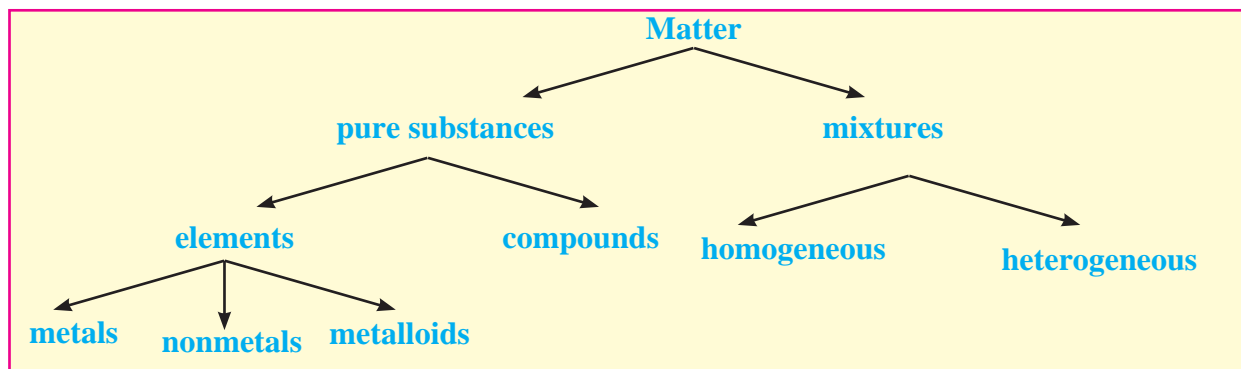 Matter
pure substances
mixtures
elements
compounds
homogeneous
heterogeneous
metals
nonmetals
metalloids